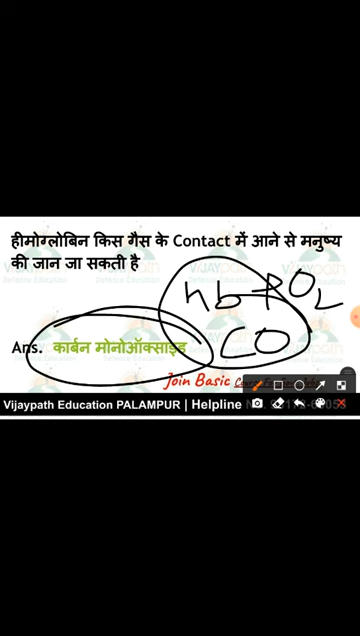 हीमोग्लोबिन किस गैस के Contact में आने से मनुष्य
की जान जा सकती है
hb → O2
CO
Ans. कार्बन मोनोऑक्साइड
Join Basic
Vijaypath Education PALAMPUR | Helpline